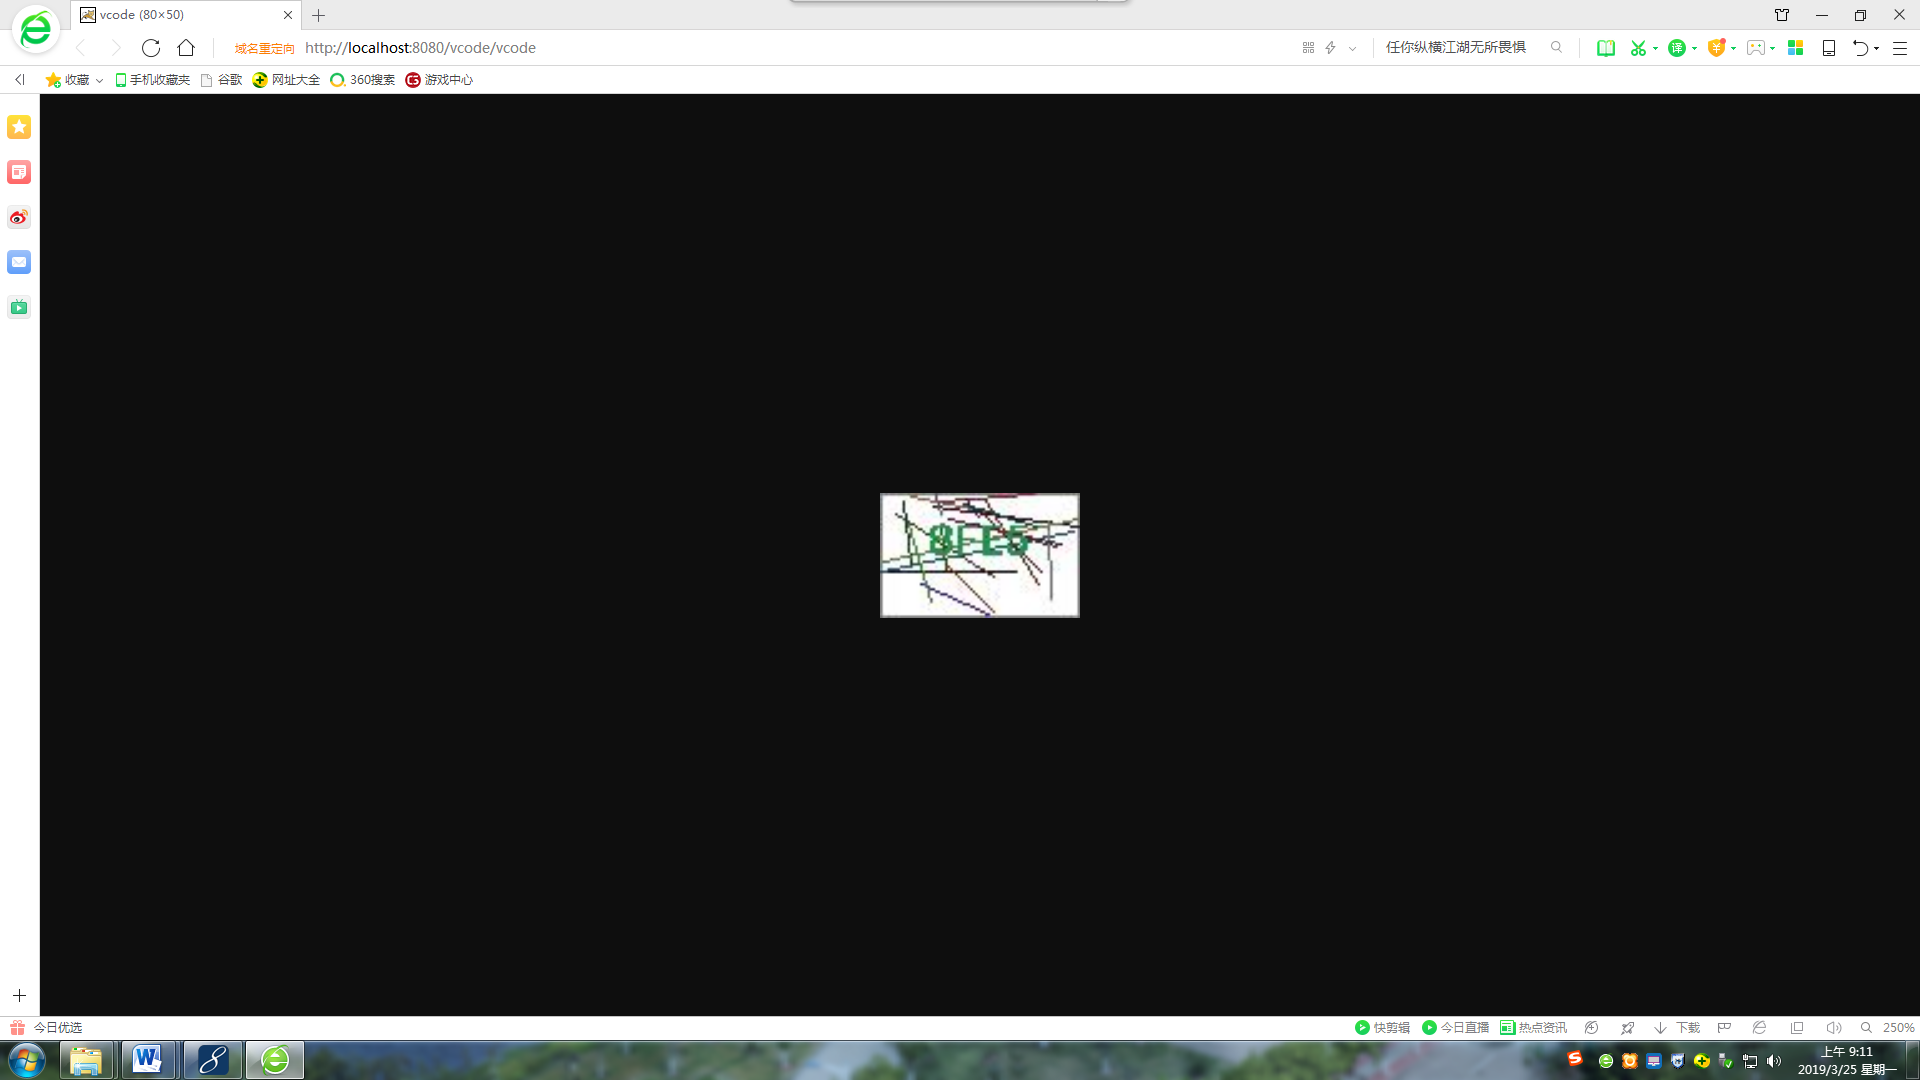 vcode (80×50)
域名重定向 http://localhost:8080/vcode/vcode 任你纵横江湖无所畏惧 译
收藏 手机收藏夹 谷歌 网址大全 360搜索 游戏中心
今日优选 快剪辑 今日直播 热点资讯 下载 250%
上午 9:11
2019/3/25 星期一